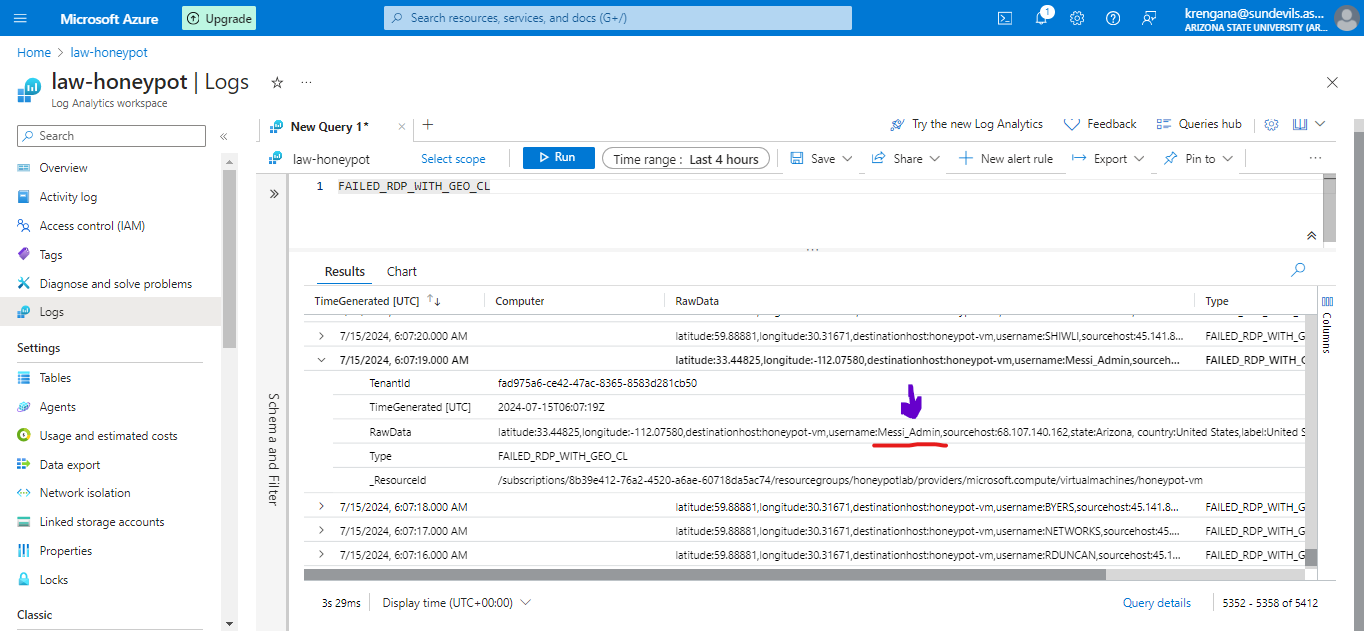 Microsoft Azure
Upgrade
Search resources, services, and docs (G+/)
1
krengana@sundevils.as...
ARIZONA STATE UNIVERSITY (AR...
Home > law-honeypot
law-honeypot | Logs
Log Analytics workspace
Search
Overview
Activity log
Access control (IAM)
Tags
Diagnose and solve problems
Logs
Settings
Tables
Agents
Usage and estimated costs
Data export
Network isolation
Linked storage accounts
Properties
Locks
Classic
New Query 1*
Try the new Log Analytics
Feedback
Queries hub
law-honeypot
Select scope
Run
Time range : Last 4 hours
Save
Share
New alert rule
Export
Pin to
1 FAILED_RDP_WITH_GEO_CL
Schema and Filter
Results Chart
TimeGenerated [UTC] Computer RawData Type
7/15/2024, 6:07:20.000 AM latitude:59.88881,longitude:30.31671,destinationhost:honeypot-vm,username:SHIWLI,sourcehost:45.141.8... FAILED_RDP_WITH_G
7/15/2024, 6:07:19.000 AM latitude:33.44825,longitude:-112.07580,destinationhost:honeypot-vm,username:Messi_Admin,sourceh... FAILED_RDP_WITH_G
TenantId fad975a6-ce42-47ac-8365-8583d281cb50
TimeGenerated [UTC] 2024-07-15T06:07:19Z
RawData latitude:33.44825,longitude:-112.07580,destinationhost:honeypot-vm,username:Messi_Admin,sourcehost:68.107.140.162,state:Arizona, country:United States,label:United S
Type FAILED_RDP_WITH_GEO_CL
_ResourceId /subscriptions/8b39e412-76a2-4520-a6ae-60718da5ac74/resourcegroups/honeypotlab/providers/microsoft.compute/virtualmachines/honeypot-vm
7/15/2024, 6:07:18.000 AM latitude:59.88881,longitude:30.31671,destinationhost:honeypot-vm,username:BYERS,sourcehost:45.141.8... FAILED_RDP_WITH_G
7/15/2024, 6:07:17.000 AM latitude:59.88881,longitude:30.31671,destinationhost:honeypot-vm,username:NETWORKS,sourcehost:45.... FAILED_RDP_WITH_G
7/15/2024, 6:07:16.000 AM latitude:59.88881,longitude:30.31671,destinationhost:honeypot-vm,username:RDUNCAN,sourcehost:45.1... FAILED_RDP_WITH_G
Columns
3s 29ms
Display time (UTC+00:00)
Query details
5352 - 5358 of 5412